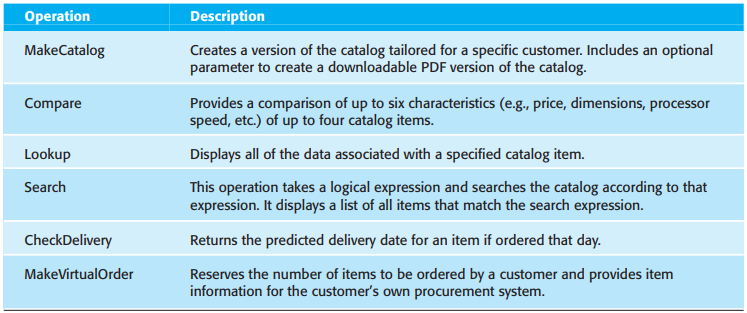 Operation Description
MakeCatalog Creates a version of the catalog tailored for a specific customer. Includes an optional
parameter to create a downloadable PDF version of the catalog.
Compare Provides a comparison of up to six characteristics (e.g., price, dimensions, processor
speed, etc.) of up to four catalog items.
Lookup Displays all of the data associated with a specified catalog item.
Search This operation takes a logical expression and searches the catalog according to that
expression. It displays a list of all items that match the search expression.
CheckDelivery Returns the predicted delivery date for an item if ordered that day.
MakeVirtualOrder Reserves the number of items to be ordered by a customer and provides item
information for the customer’s own procurement system.